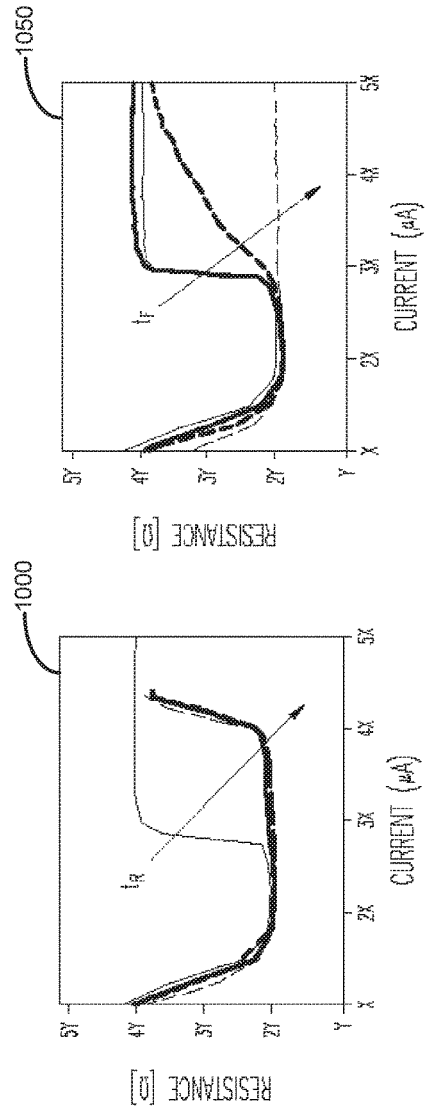 1000
RESISTANCE [Ω]
5Y
4Y
3Y
2Y
Y
tR
X
2X
3X
4X
5X
CURRENT (μA)
1050
RESISTANCE [Ω]
5Y
4Y
3Y
2Y
Y
tF
X
2X
3X
4X
5X
CURRENT (μA)